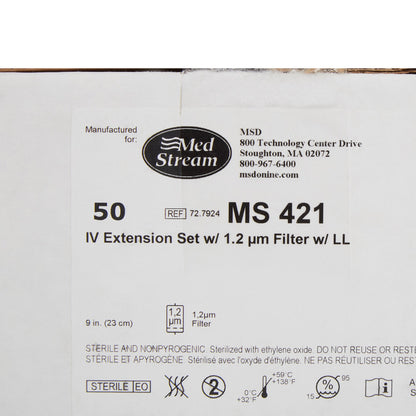 Manufactured for:
Med Stream
MSD
800 Technology Center Drive
Stoughton, MA 02072
800-967-6400
msdonine.com
50 REF 72.7924 MS 421
IV Extension Set w/ 1.2 µm Filter w/ LL
9 in. (23 cm)
1,2 µm
1,2µm Filter
STERILE AND NONPYROGENIC. Sterilized with ethylene oxide. DO NOT REUSE OR RESTE
STÉRILE ET APYROGÈNE. Stérilisé avec l'oxyde d'éthylène. NE PAS RÉUTILISER OU REST
STERILE EO
2
0°C
+32°F
+59°C
+138°F
15
%
95
i
A